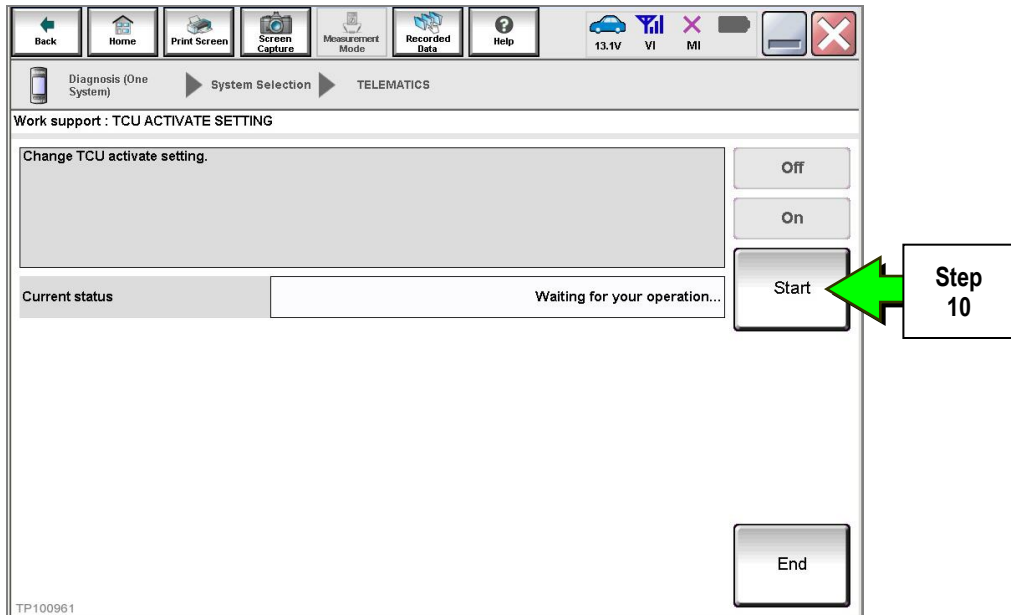 Back
Home
Print Screen
Screen
Capture
Measurement
Mode
Recorded
Data
Help
13.1V
VI
MI
Diagnosis (One
System)
System Selection
TELEMATICS
Work support : TCU ACTIVATE SETTING
Change TCU activate setting.
Off
On
Current status
Waiting for your operation...
Start
Step
10
End
TP100961